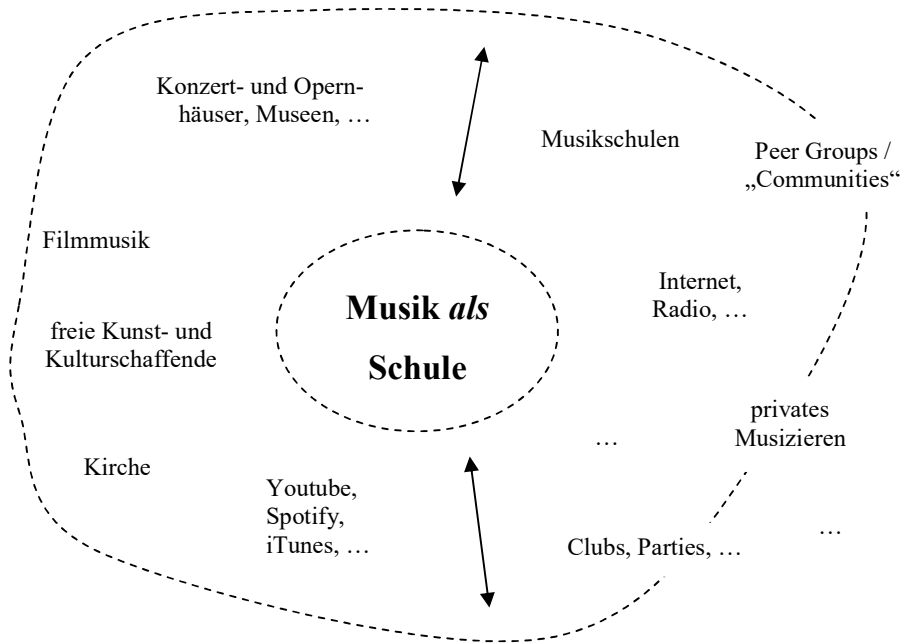 Konzert- und Opern-
häuser, Museen, …
Musikschulen
Peer Groups /
„Communities“
Filmmusik
Internet,
Radio, …
Musik als
Schule
freie Kunst- und
Kulturschaffende
privates
Musizieren
…
Kirche
Youtube,
Spotify,
iTunes, …
Clubs, Parties, …
…